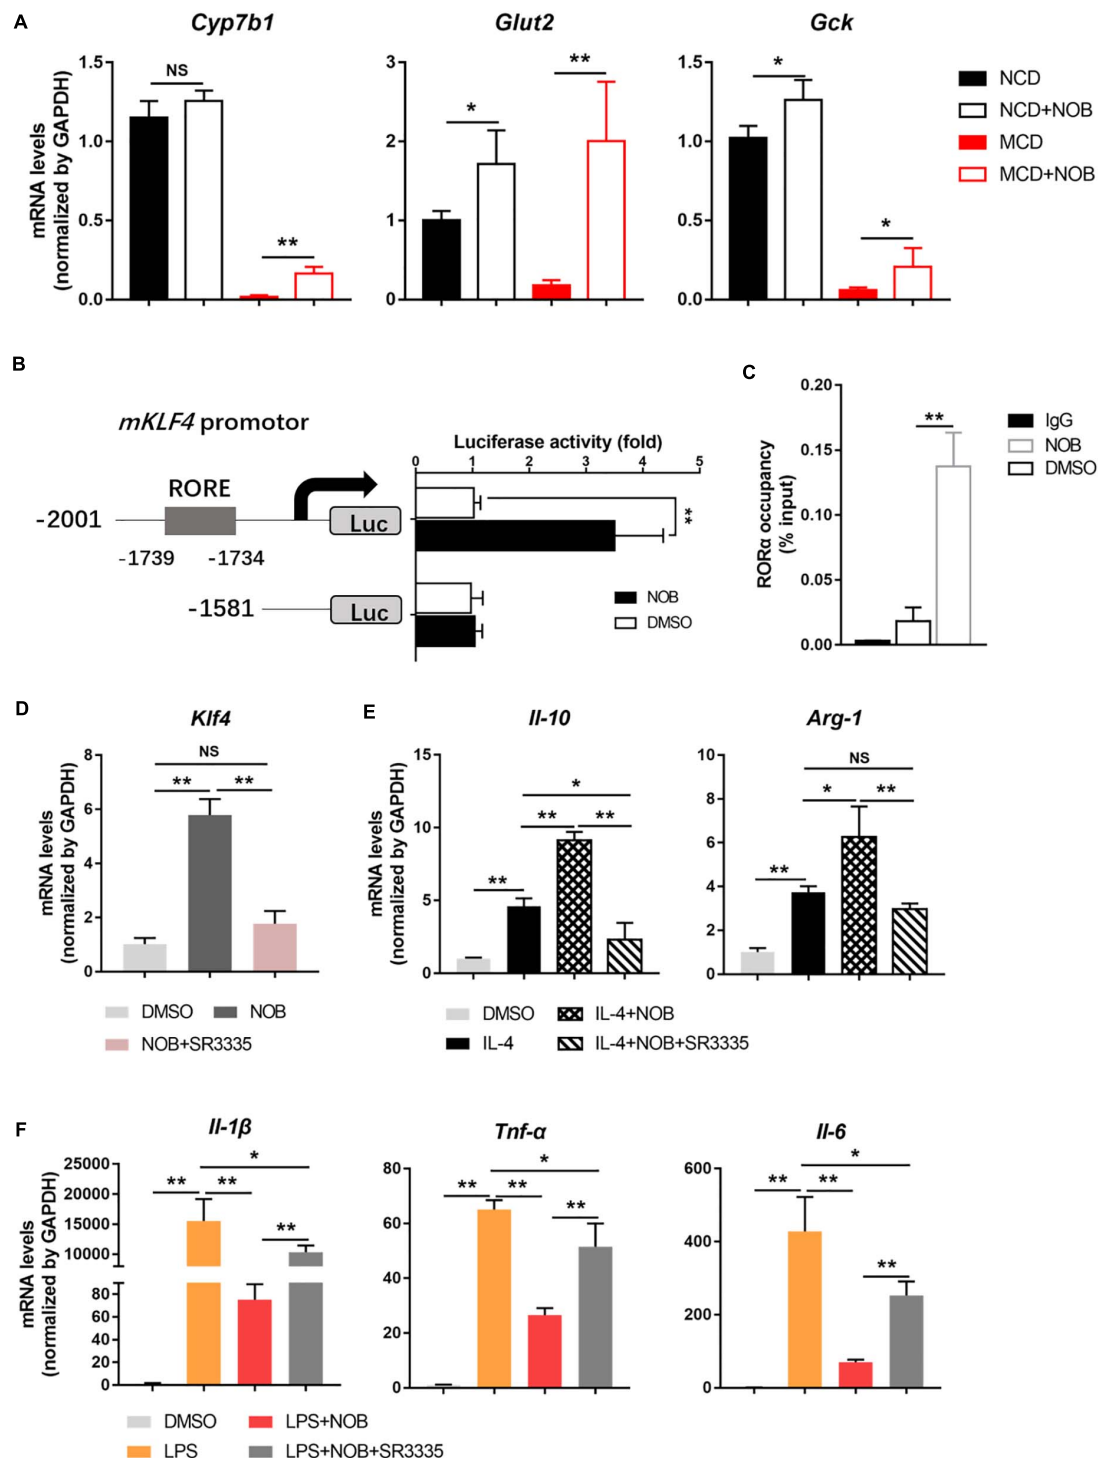 A
Cyp7b1
Glut2
Gck
mRNA levels
(normalized by GAPDH)
1.5
1.0
0.5
0.0
NS
**
3
2
1
0
*
**
1.5
1.0
0.5
0.0
*
*
NCD
NCD+NOB
MCD
MCD+NOB
B
mKLF4 promotor
Luciferase activity (fold)
0 1 2 3 4 5
RORE
-2001
Luc
-1739 -1734
**
-1581
Luc
NOB
DMSO
C
RORα occupancy
(% input)
0.20
0.15
0.10
0.05
0.00
**
IgG
NOB
DMSO
D
Klf4
mRNA levels
(normalized by GAPDH)
8
6
4
2
0
NS
** **
DMSO NOB
NOB+SR3335
E
Il-10
Arg-1
mRNA levels
(normalized by GAPDH)
15
10
5
0
*
** **
**
10
8
6
4
2
0
NS
* **
**
DMSO IL-4+NOB
IL-4 IL-4+NOB+SR3335
F
Il-1β
Tnf-α
Il-6
mRNA levels
(normalized by GAPDH)
25000
20000
15000
10000
80
60
40
20
0
*
** **
**
80
60
40
20
0
*
** **
**
600
400
200
0
*
** **
**
DMSO LPS+NOB
LPS LPS+NOB+SR3335